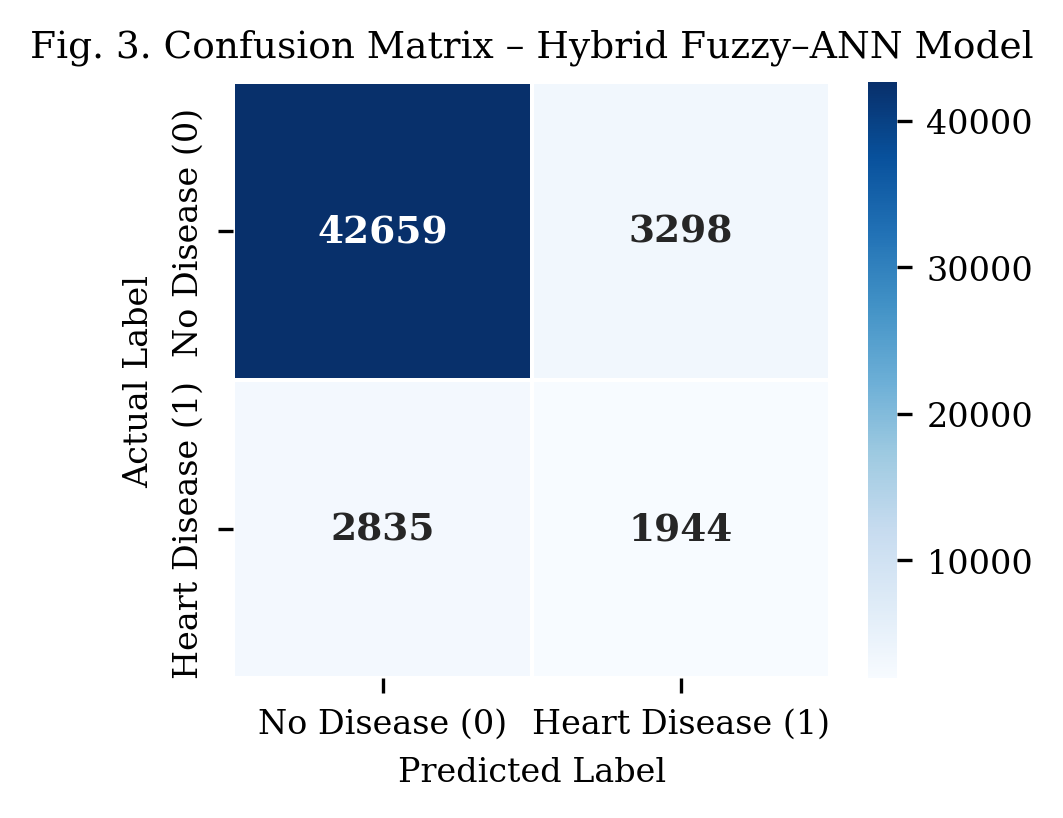 Fig. 3. Confusion Matrix – Hybrid Fuzzy–ANN Model
Actual Label
No Disease (0)
Heart Disease (1)
42659
3298
2835
1944
No Disease (0)
Heart Disease (1)
Predicted Label
40000
30000
20000
10000